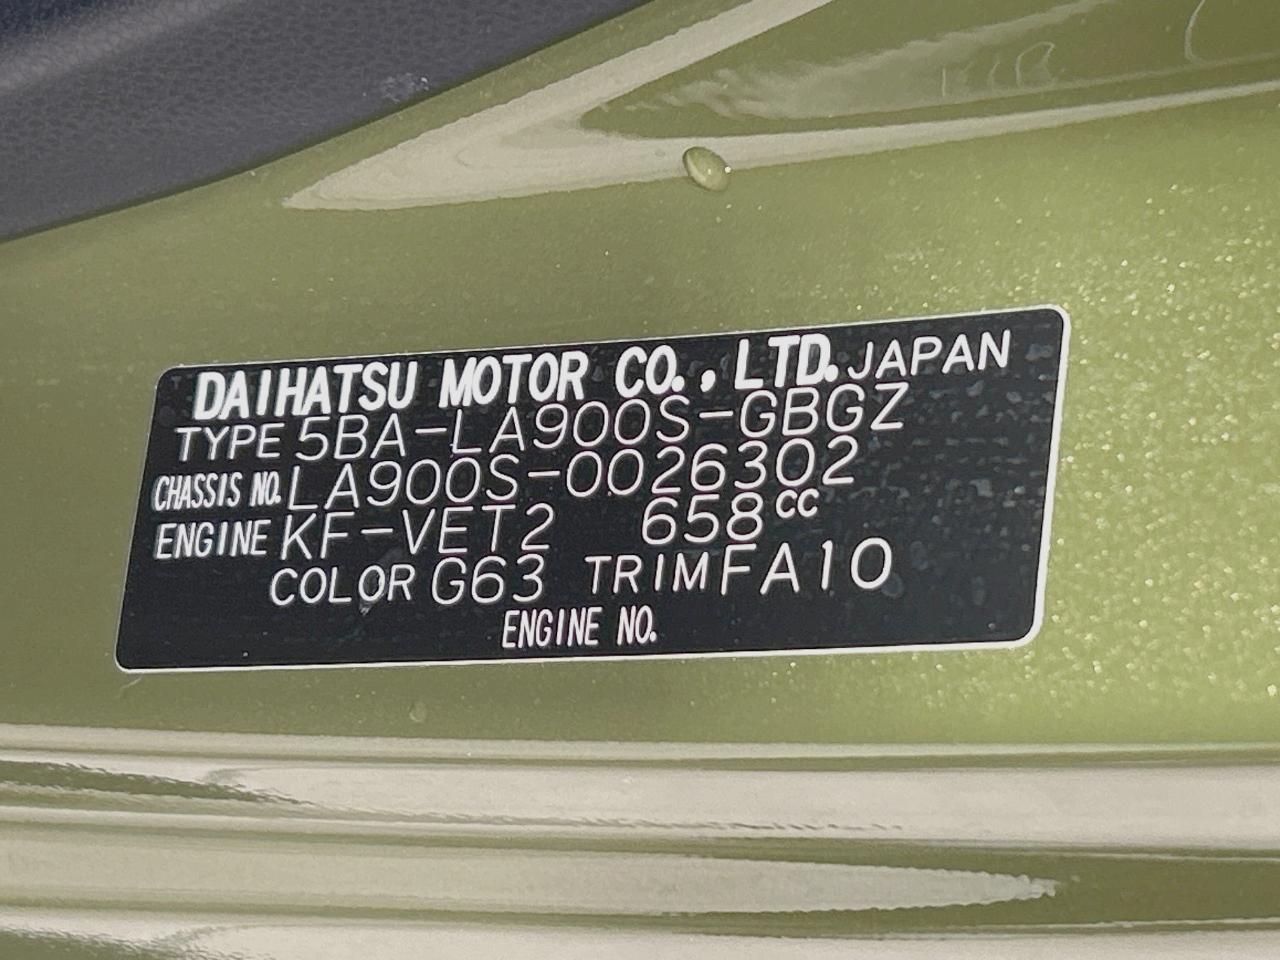 DAIHATSU MOTOR CO., LTD. JAPAN
TYPE 5BA-LA900S-GBGZ
CHASSIS NO. LA900S-0026302
ENGINE KF-VET2 658cc
COLOR G63 TRIM FA10
ENGINE NO.